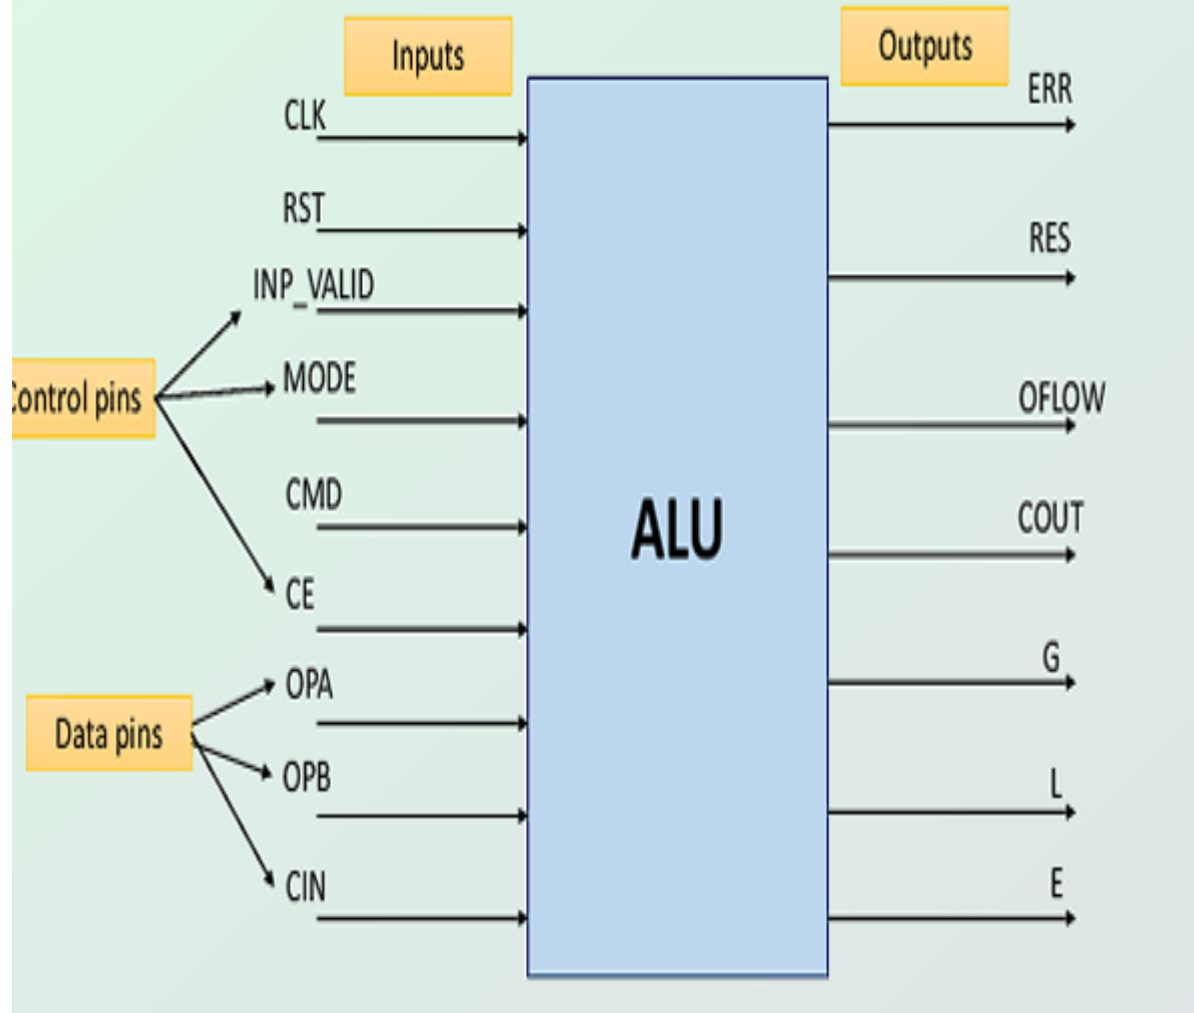 Inputs
Outputs
CLK
ERR
RST
RES
INP_VALID
MODE
Control pins
OFLOW
CMD
COUT
ALU
CE
OPA
G
Data pins
OPB
L
CIN
E